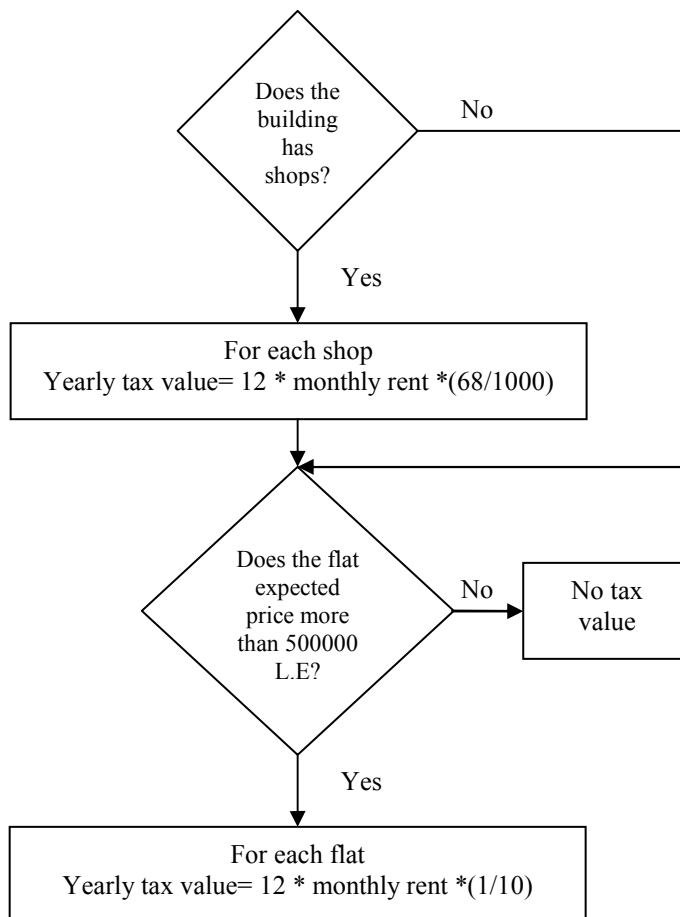 Does the
building
has
shops?
No
Yes
For each shop
Yearly tax value= 12 * monthly rent *(68/1000)
Does the flat
expected
price more
than 500000
L.E?
No
No tax
value
Yes
For each flat
Yearly tax value= 12 * monthly rent *(1/10)